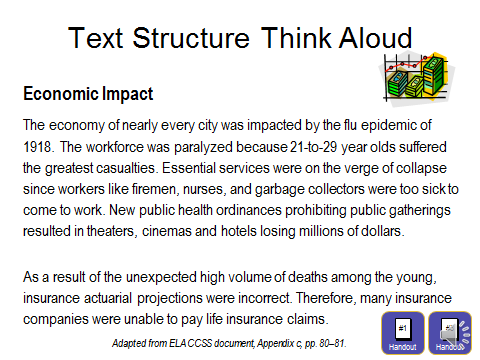 Text Structure Think Aloud
Economic Impact
The economy of nearly every city was impacted by the flu epidemic of
1918. The workforce was paralyzed because 21-to-29 year olds suffered
the greatest casualties. Essential services were on the verge of collapse
since workers like firemen, nurses, and garbage collectors were too sick to
come to work. New public health ordinances prohibiting public gatherings
resulted in theaters, cinemas and hotels losing millions of dollars.
As a result of the unexpected high volume of deaths among the young,
insurance actuarial projections were incorrect. Therefore, many insurance
companies were unable to pay life insurance claims.
Adapted from ELA CCSS document, Appendix c, pp. 80–81.
#1
Handout